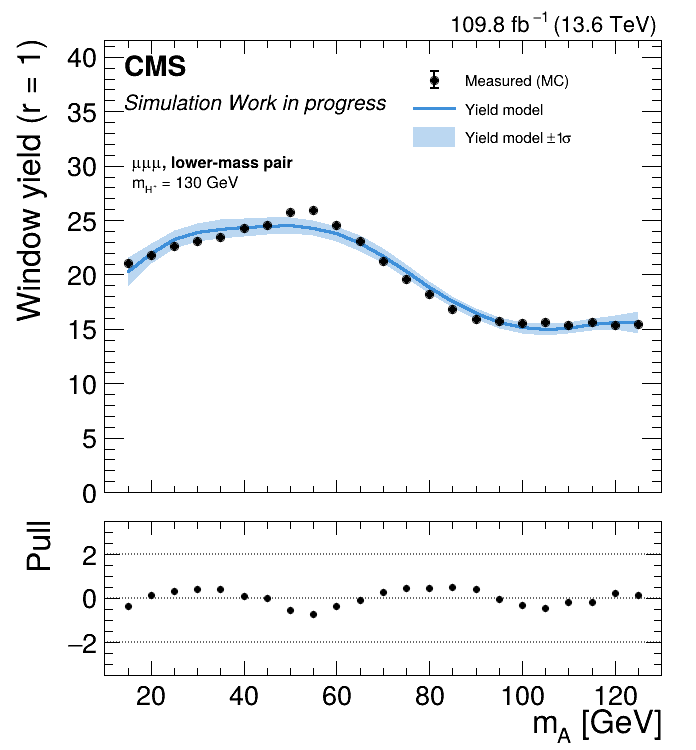 109.8 fb⁻¹ (13.6 TeV)
CMS
Simulation Work in progress
Measured (MC)
Yield model
Yield model ±1σ
μμμ, lower-mass pair
m_H⁺ = 130 GeV
Window yield (r = 1)
40
35
30
25
20
15
10
5
0
Pull
2
0
−2
20 40 60 80 100 120
m_A [GeV]